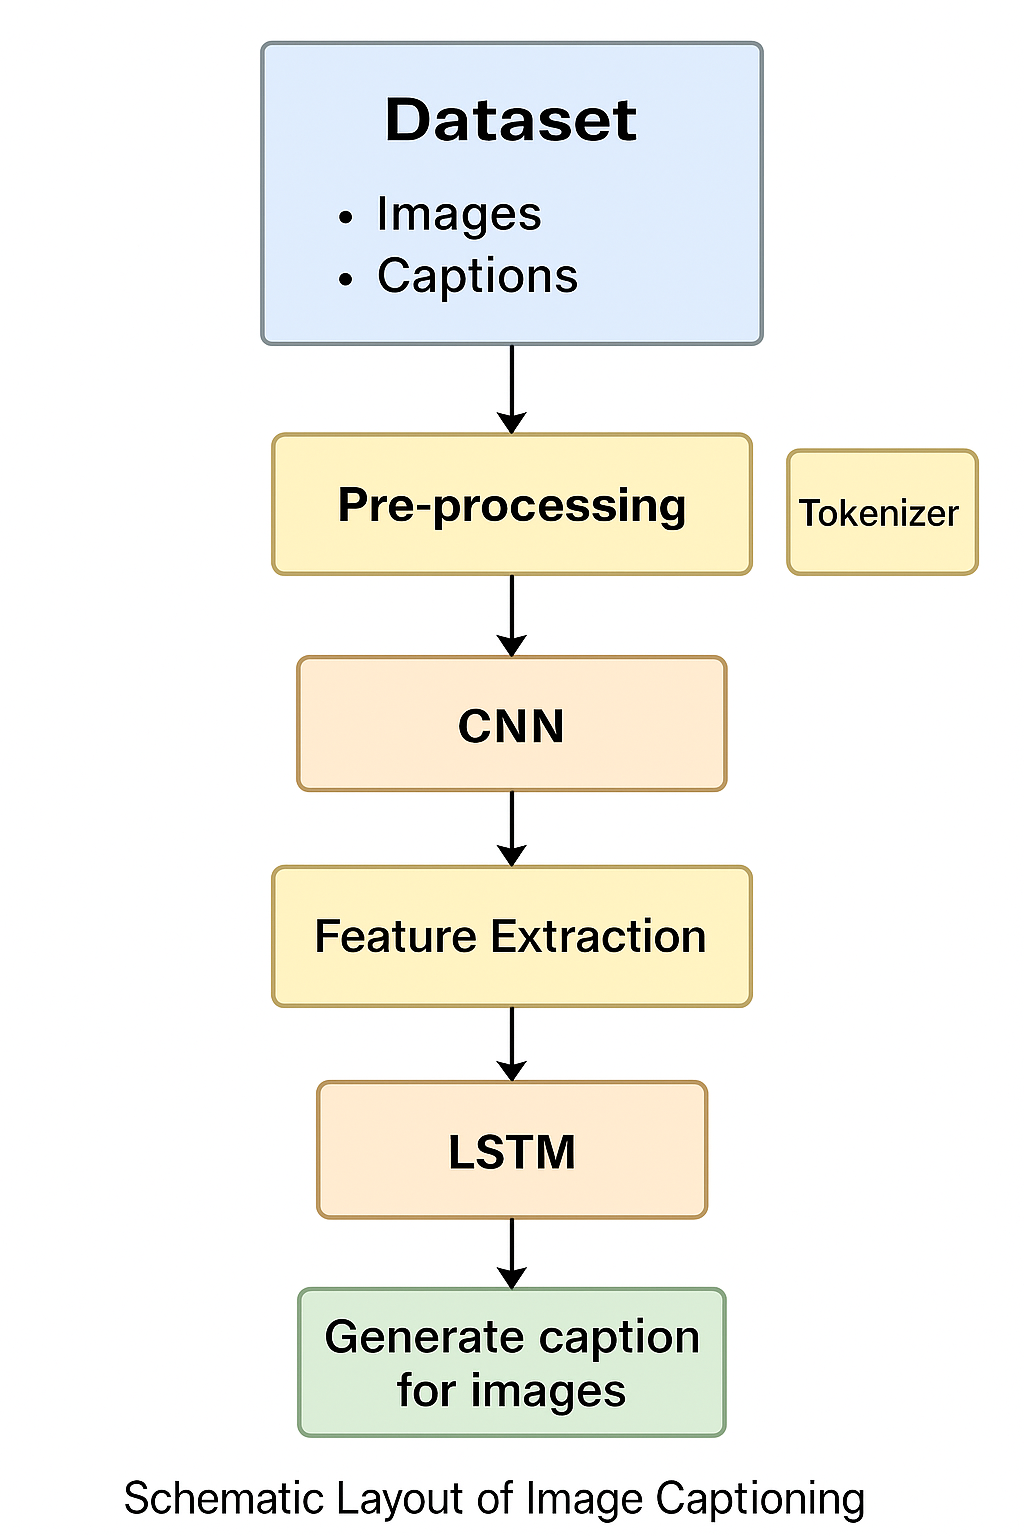 Dataset
• Images
• Captions
Pre-processing
Tokenizer
CNN
Feature Extraction
LSTM
Generate caption
for images
Schematic Layout of Image Captioning